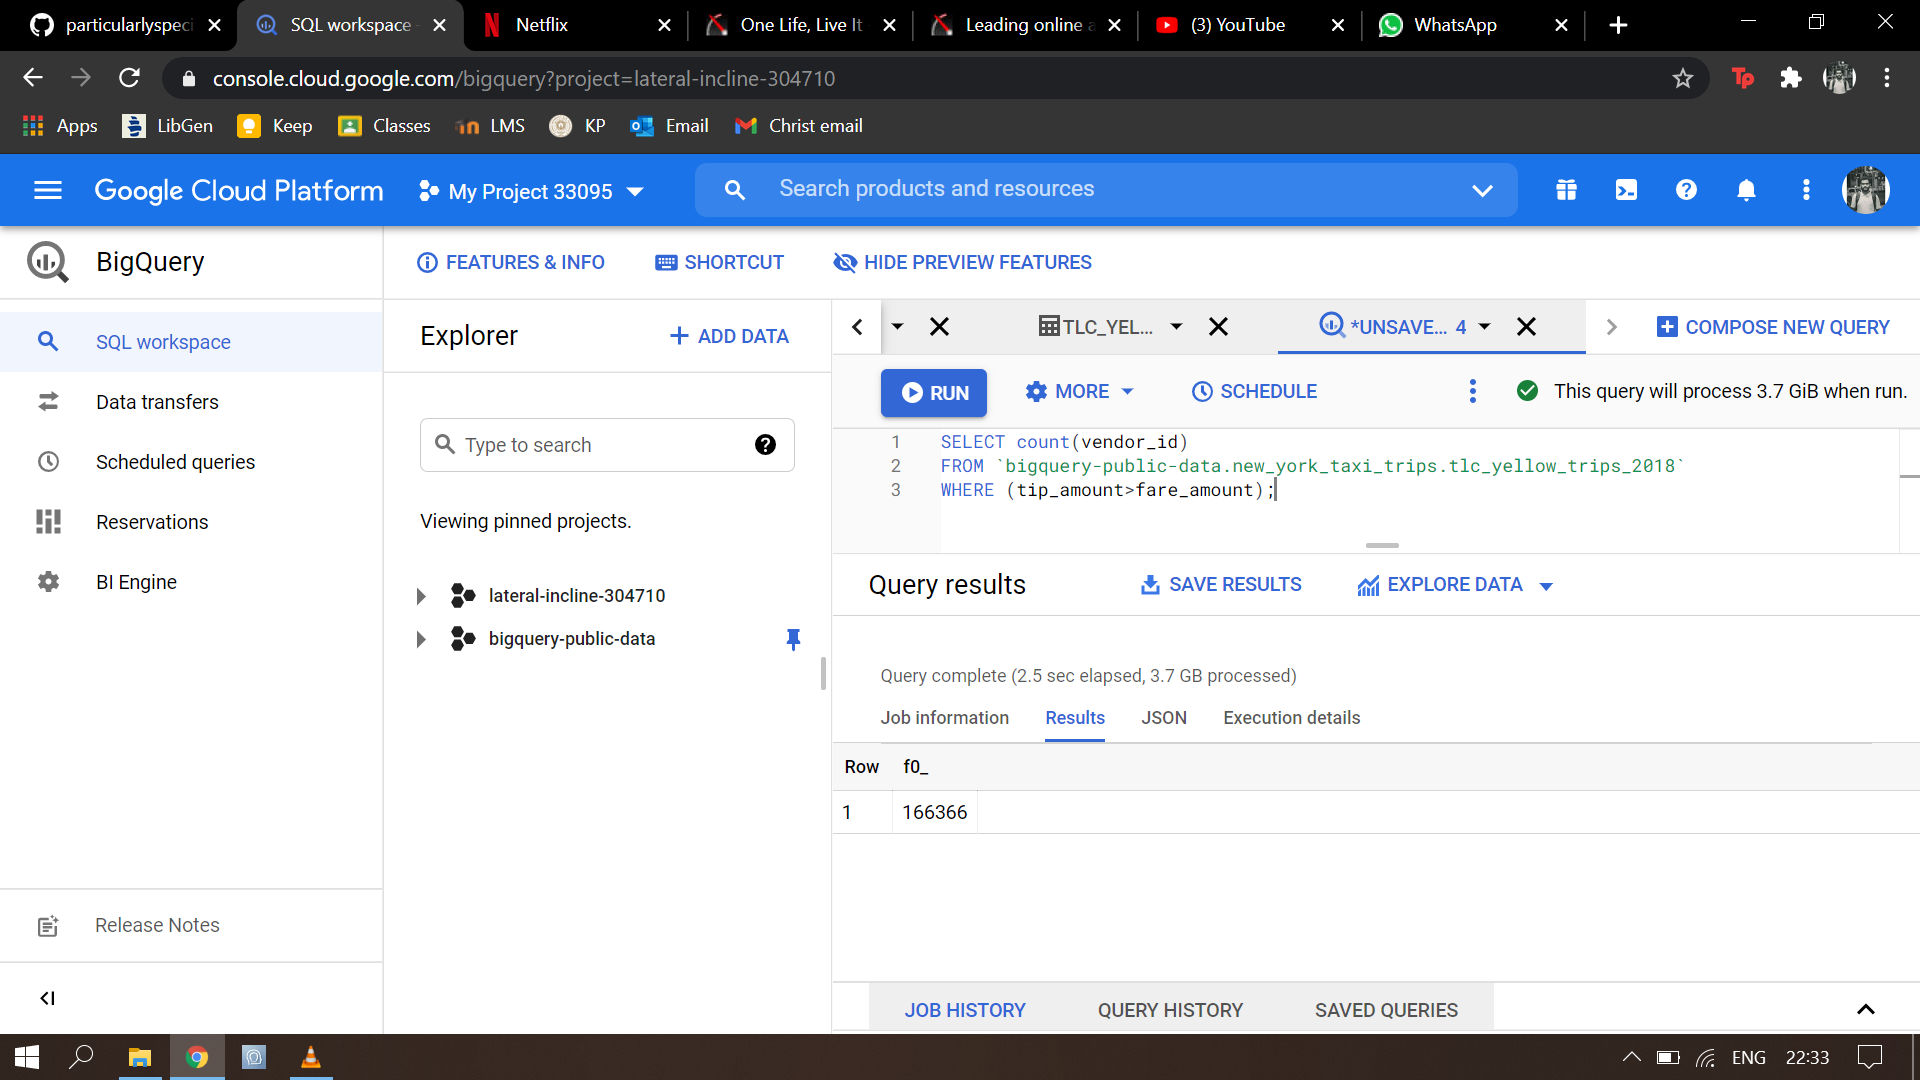 particularlyspeci
SQL workspace -
Netflix
One Life, Live It
Leading online a
(3) YouTube
WhatsApp
console.cloud.google.com/bigquery?project=lateral-incline-304710
Tp
Apps
LibGen
Keep
Classes
LMS
KP
Email
Christ email
Google Cloud Platform
My Project 33095
Search products and resources
BigQuery
FEATURES & INFO
SHORTCUT
HIDE PREVIEW FEATURES
SQL workspace
Data transfers
Scheduled queries
Reservations
BI Engine
Release Notes
Explorer
+ ADD DATA
Type to search
Viewing pinned projects.
lateral-incline-304710
bigquery-public-data
TLC_YEL...
*UNSAVE... 4
COMPOSE NEW QUERY
RUN
MORE
SCHEDULE
This query will process 3.7 GiB when run.
1 SELECT count(vendor_id)
2 FROM `bigquery-public-data.new_york_taxi_trips.tlc_yellow_trips_2018`
3 WHERE (tip_amount>fare_amount);
Query results
SAVE RESULTS
EXPLORE DATA
Query complete (2.5 sec elapsed, 3.7 GB processed)
Job information
Results
JSON
Execution details
Row f0_
1 166366
JOB HISTORY
QUERY HISTORY
SAVED QUERIES
ENG
22:33